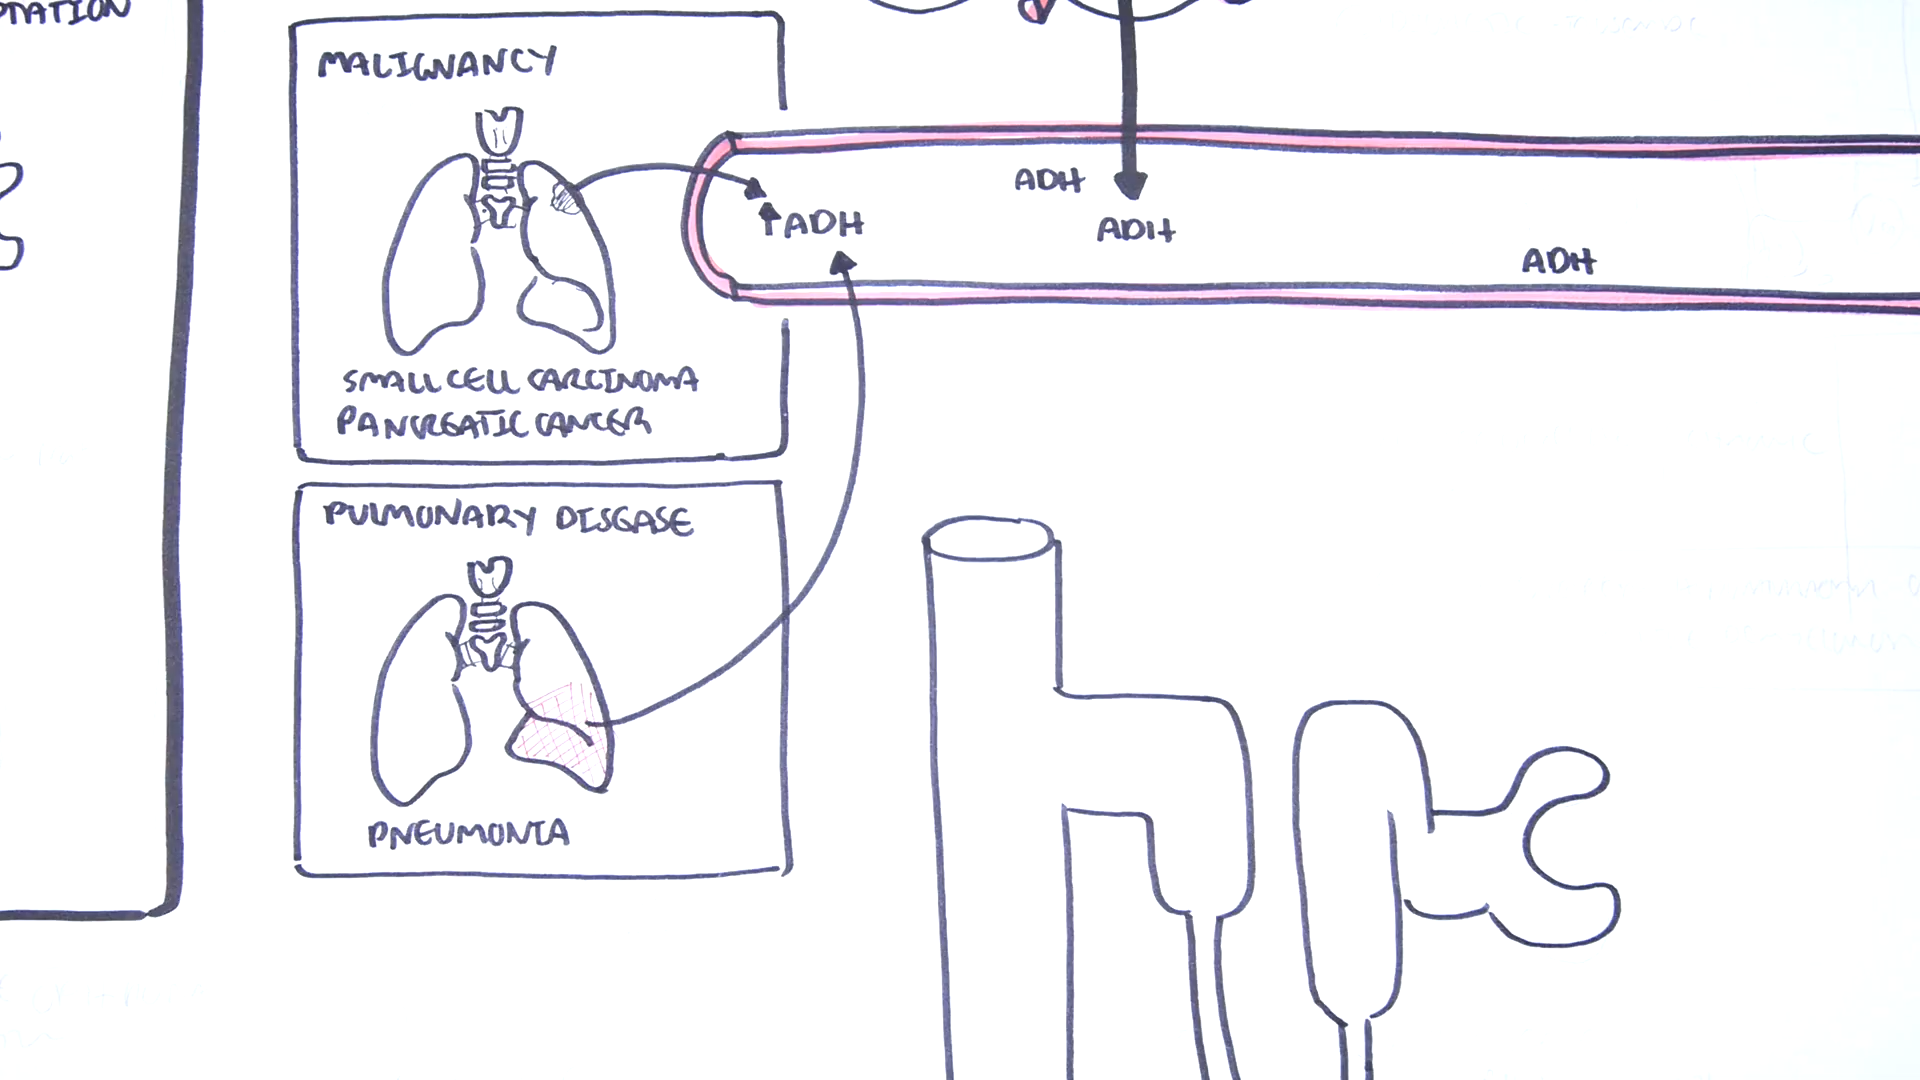 MALIGNANCY
SMALL CELL CARCINOMA
PANCREATIC CANCER
PULMONARY DISEASE
PNEUMONIA
↑ADH
ADH
ADH
ADH